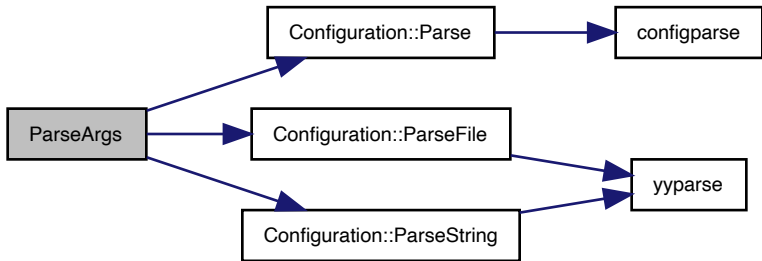 Configuration::Parse
configparse
ParseArgs
Configuration::ParseFile
yyparse
Configuration::ParseString